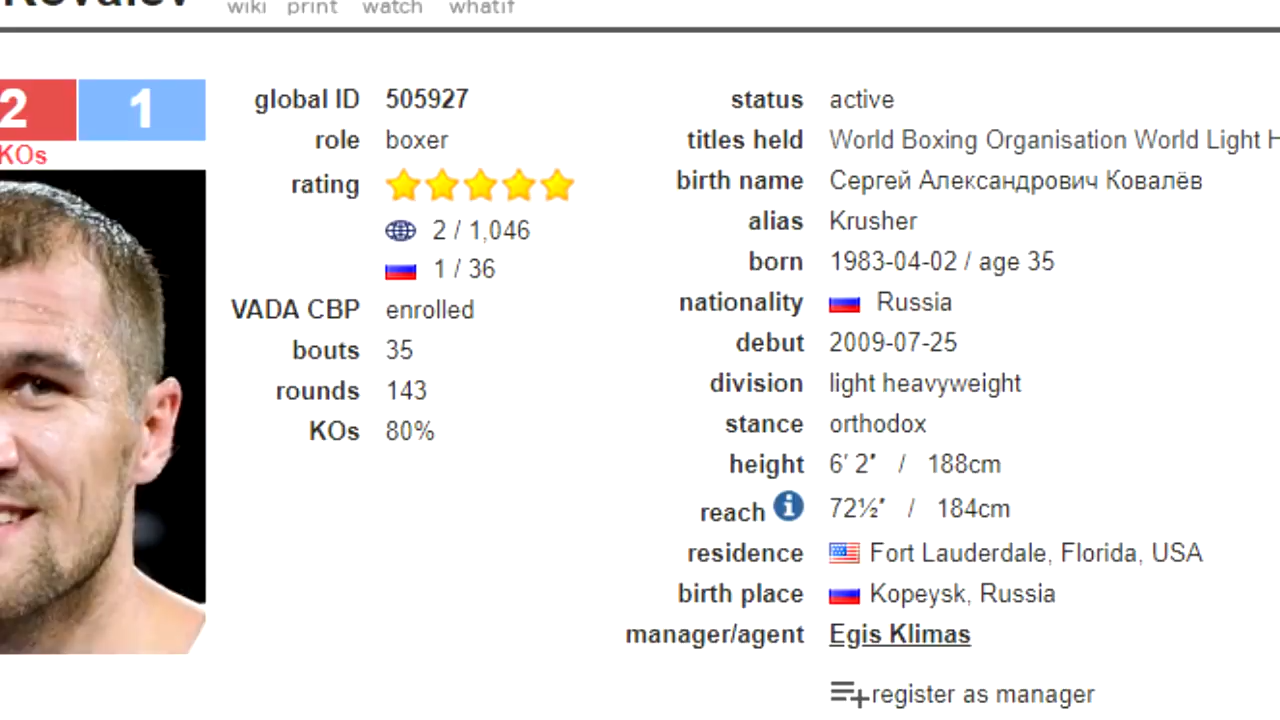 Kovalev wiki print watch whatif
2 1
KOs
global ID 505927
role boxer
rating
2 / 1,046
1 / 36
VADA CBP enrolled
bouts 35
rounds 143
KOs 80%
status active
titles held World Boxing Organisation World Light H
birth name Сергей Александрович Ковалёв
alias Krusher
born 1983-04-02 / age 35
nationality Russia
debut 2009-07-25
division light heavyweight
stance orthodox
height 6′ 2″ / 188cm
reach i 72½″ / 184cm
residence Fort Lauderdale, Florida, USA
birth place Kopeysk, Russia
manager/agent Egis Klimas
register as manager